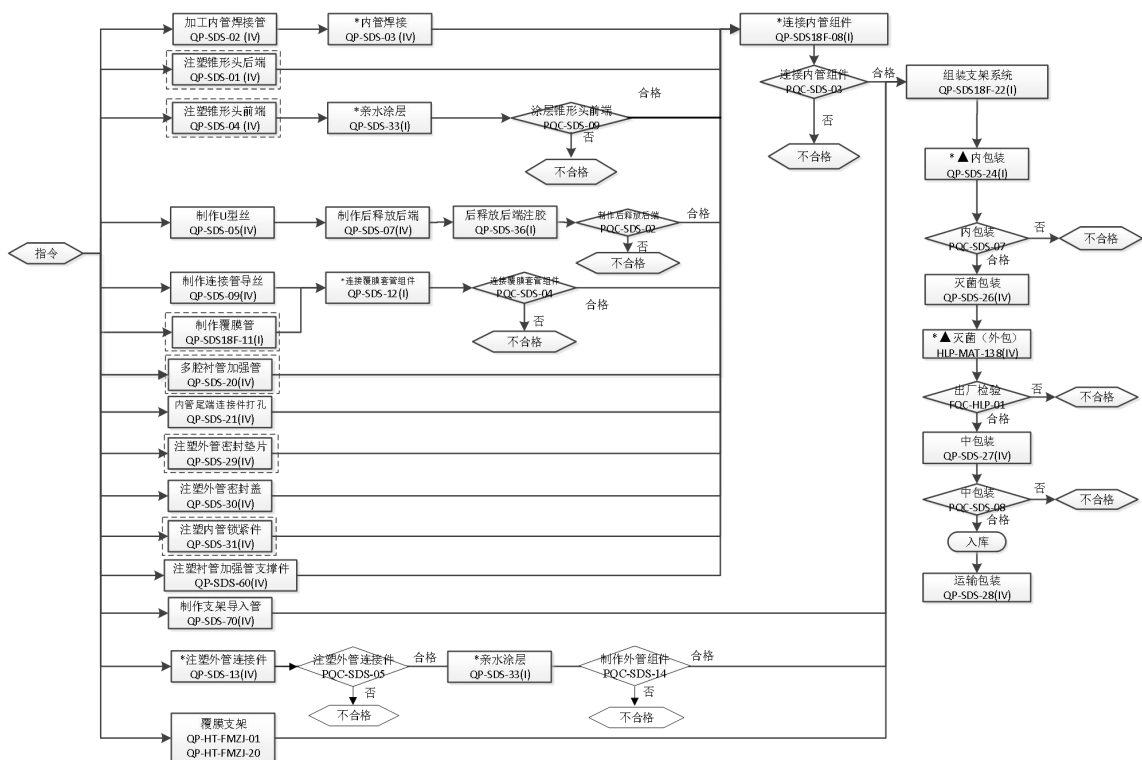 指令
加工内管焊接管
QP-SDS-02 (IV)
*内管焊接
QP-SDS-03 (IV)
注塑锥形头后端
QP-SDS-01 (IV)
注塑锥形头前端
QP-SDS-04 (IV)
*亲水涂层
QP-SDS-33(I)
涂层锥形头前端
PQC-SDS-09
合格
否
不合格
制作U型丝
QP-SDS-05(IV)
制作后释放后端
QP-SDS-07(IV)
后释放后端注胶
QP-SDS-36(I)
制作后释放后端
PQC-SDS-02
合格
否
不合格
制作连接管导丝
QP-SDS-09(IV)
*连接覆膜套管组件
QP-SDS-12(I)
连接覆膜套管组件
PQC-SDS-04
合格
否
不合格
制作覆膜管
QP-SDS18F-11(I)
多腔衬管加强管
QP-SDS-20(IV)
内管尾端连接件打孔
QP-SDS-21(IV)
注塑外管密封垫片
QP-SDS-29(IV)
注塑外管密封盖
QP-SDS-30(IV)
注塑内管锁紧件
QP-SDS-31(IV)
注塑衬管加强管支撑件
QP-SDS-60(IV)
制作支架导入管
QP-SDS-70(IV)
*注塑外管连接件
QP-SDS-13(IV)
注塑外管连接件
PQC-SDS-05
合格
否
不合格
*亲水涂层
QP-SDS-33(I)
制作外管组件
PQC-SDS-14
合格
否
不合格
覆膜支架
QP-HT-FMZJ-01
QP-HT-FMZJ-20
*连接内管组件
QP-SDS18F-08(I)
连接内管组件
PQC-SDS-03
合格
否
不合格
组装支架系统
QP-SDS18F-22(I)
*▲内包装
QP-SDS-24(I)
内包装
PQC-SDS-07
否
不合格
合格
灭菌包装
QP-SDS-26(IV)
*▲灭菌（外包）
HLP-MAT-138(IV)
出厂检验
FQC-HLP-01
否
不合格
合格
中包装
QP-SDS-27(IV)
中包装
PQC-SDS-08
否
不合格
合格
入库
运输包装
QP-SDS-28(IV)